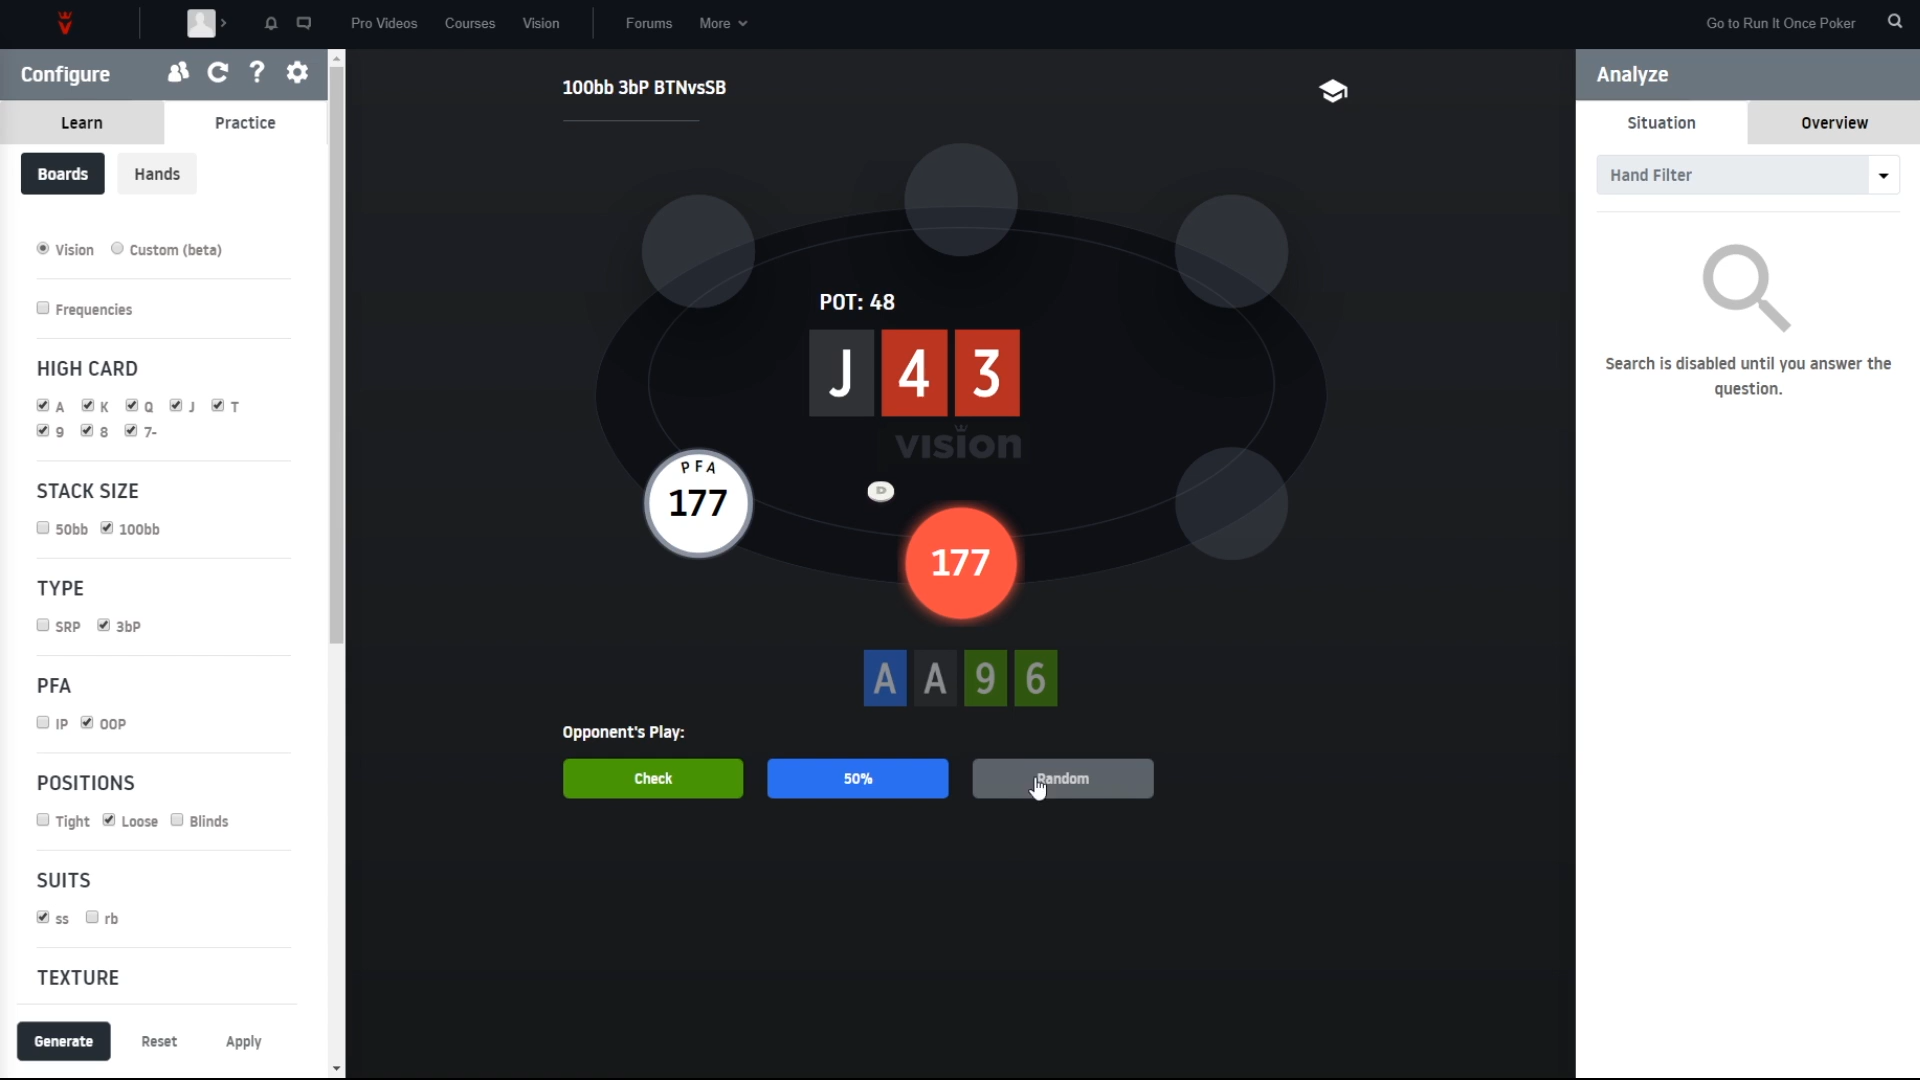 Pro Videos Courses Vision Forums More Go to Run It Once Poker
Configure
Learn Practice
Boards Hands
Vision Custom (beta)
Frequencies
HIGH CARD
A K Q J T
9 8 7-
STACK SIZE
50bb 100bb
TYPE
SRP 3bP
PFA
IP OOP
POSITIONS
Tight Loose Blinds
SUITS
ss rb
TEXTURE
Generate Reset Apply
100bb 3bP BTNvsSB
POT: 48
J 4 3
vision
PFA
177
D
177
A A 9 6
Opponent's Play:
Check 50% Random
Analyze
Situation Overview
Hand Filter
Search is disabled until you answer the
question.